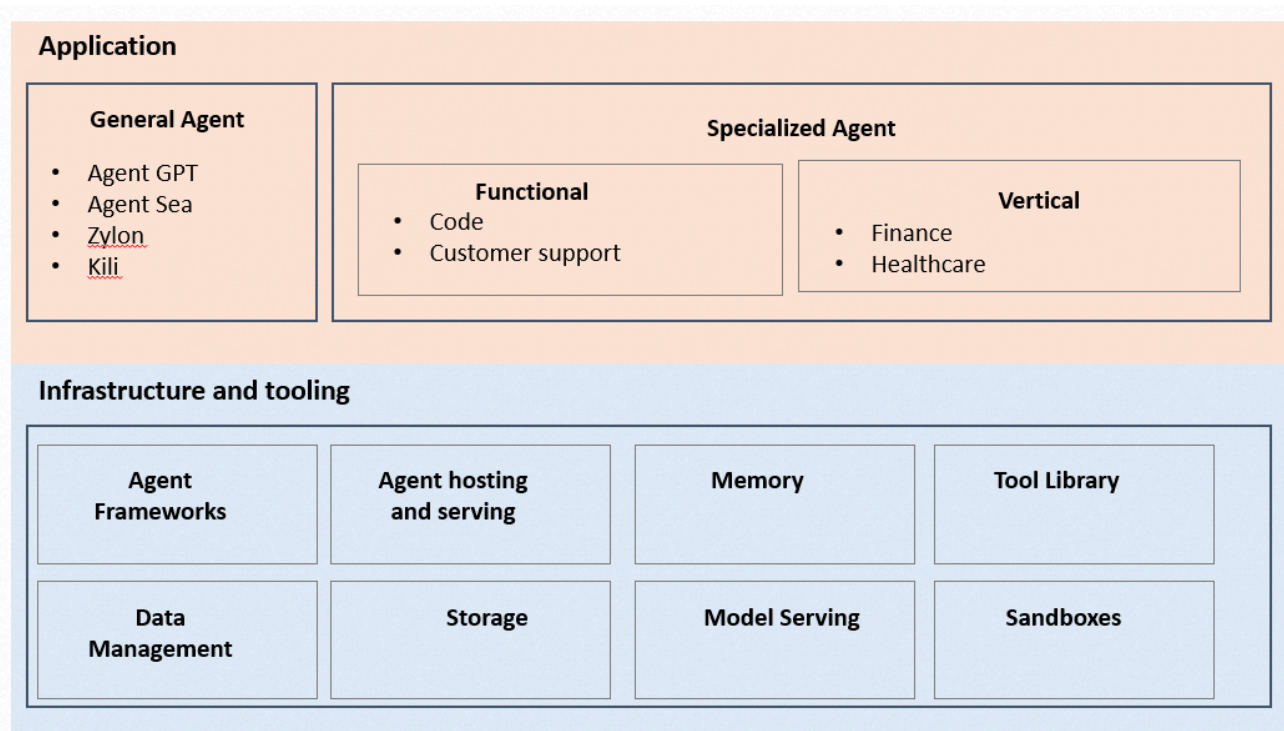 Application
General Agent
• Agent GPT
• Agent Sea
• Zylon
• Kili
Specialized Agent
Functional
• Code
• Customer support
Vertical
• Finance
• Healthcare
Infrastructure and tooling
Agent
Frameworks
Agent hosting
and serving
Memory
Tool Library
Data
Management
Storage
Model Serving
Sandboxes